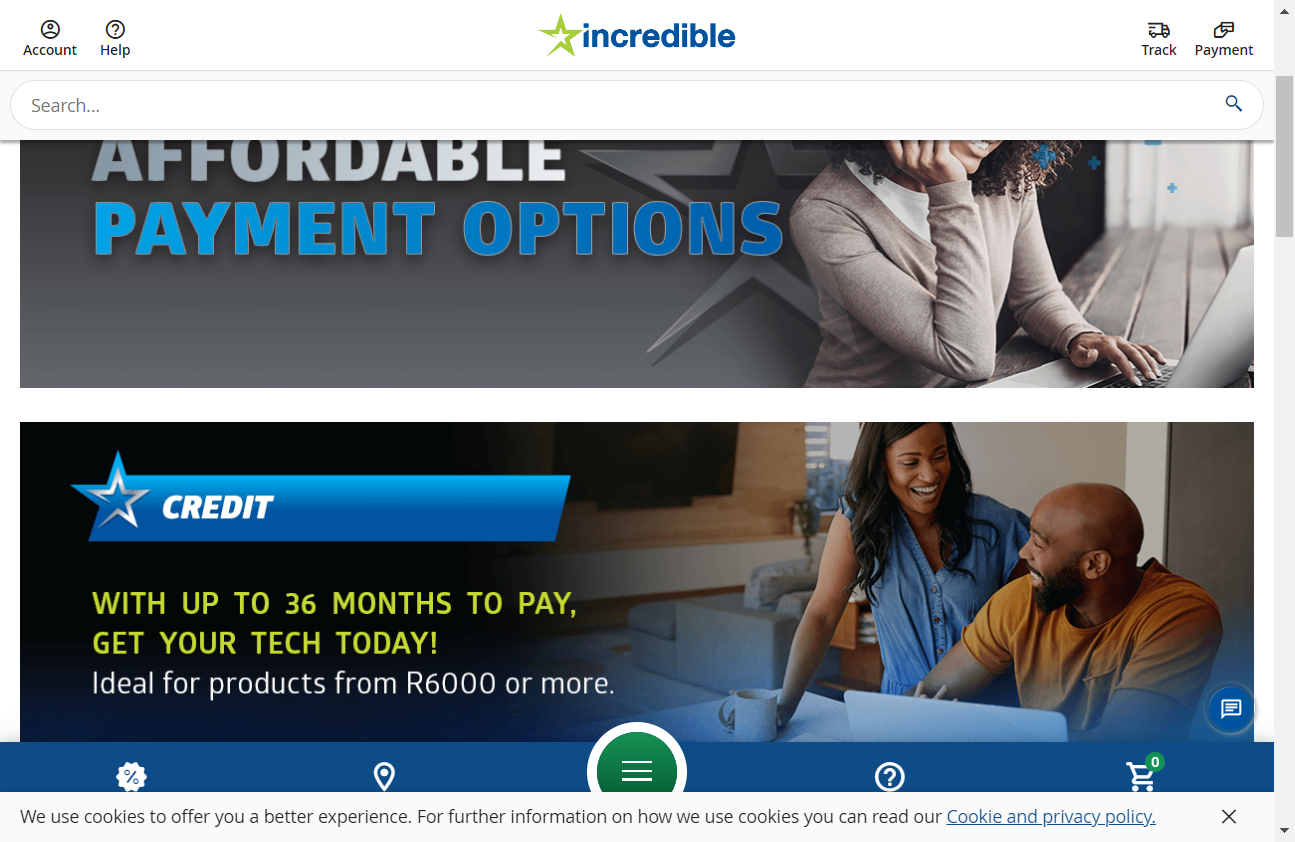 Account
Help
incredible
Track
Payment
Search...
AFFORDABLE
PAYMENT OPTIONS
CREDIT
WITH UP TO 36 MONTHS TO PAY,
GET YOUR TECH TODAY!
Ideal for products from R6000 or more.
%
0
We use cookies to offer you a better experience. For further information on how we use cookies you can read our Cookie and privacy policy.